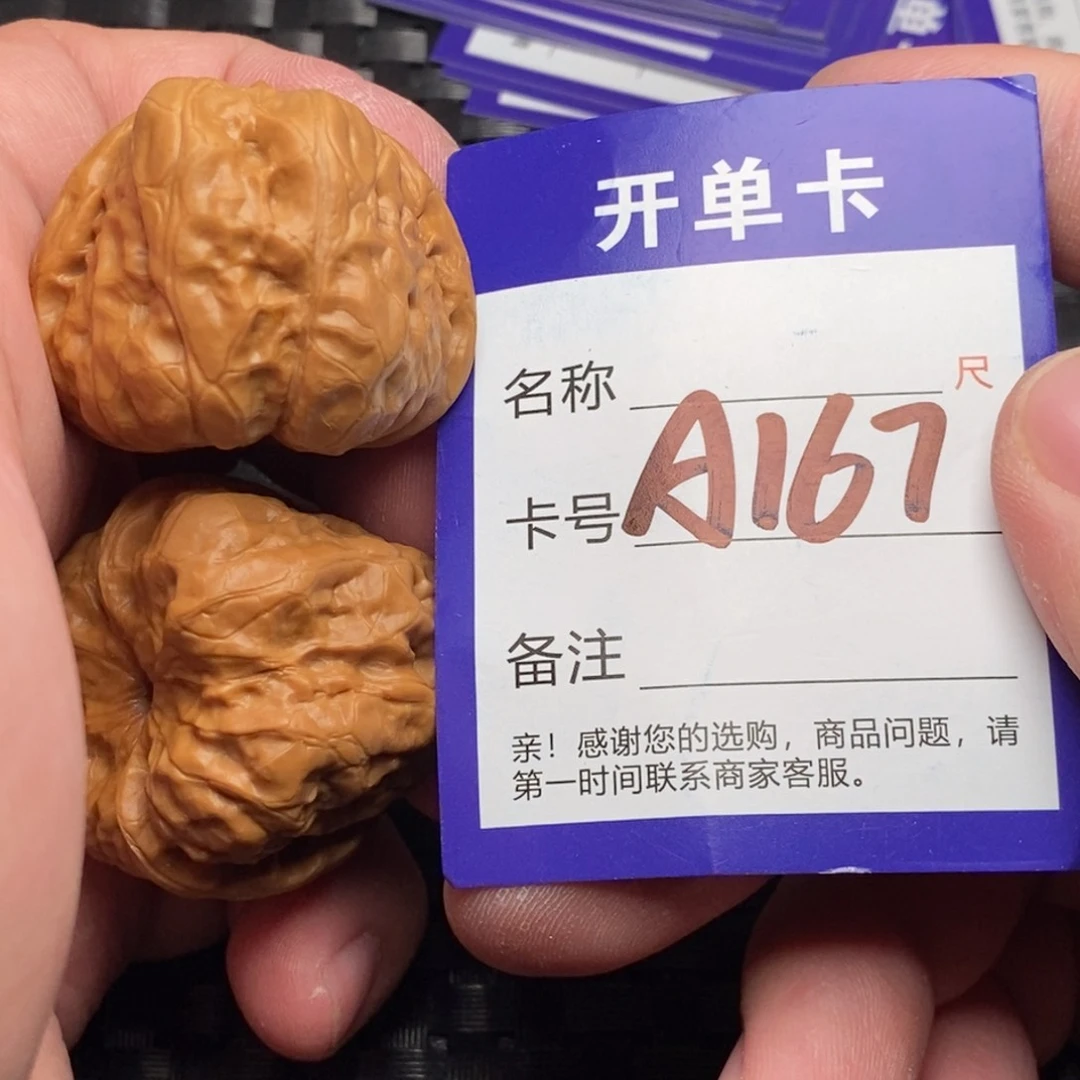 开单卡
名称 尺
卡号 A167
备注
亲！感谢您的选购，商品问题，请
第一时间联系商家客服。